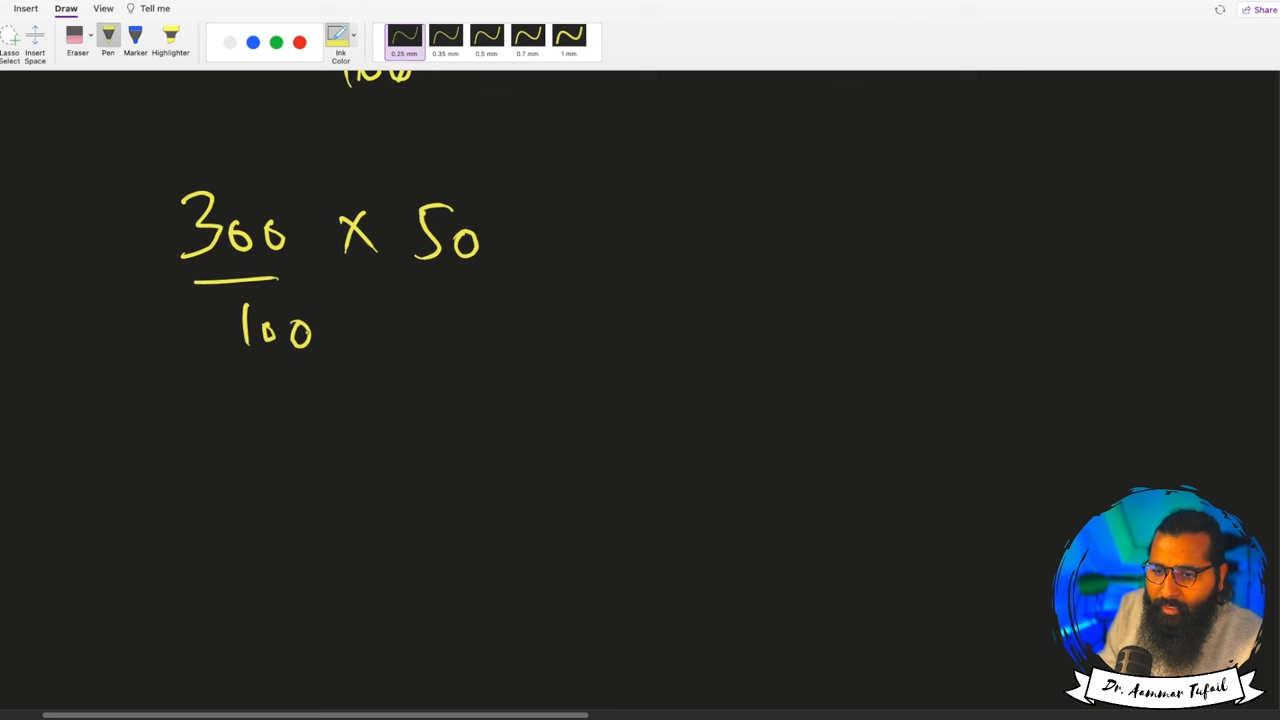 Insert Draw View Tell me Share
Lasso Select Insert Space Eraser Pen Marker Highlighter Ink Color 0.25 mm 0.35 mm 0.5 mm 0.7 mm 1 mm
100
300 x 50
100
Dr. Aammar Tufail